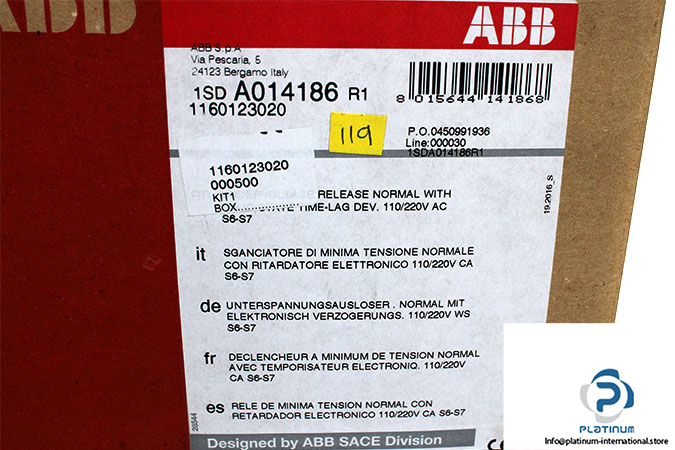 ABB
ABB
ABB S.p.A
Via Pescaria, 5
24123 Bergamo Italy
1SD A014186 R1
1160123020
8 015644 141868
119
P.O.0450991936
Line:000030
1SDA014186R1
1160123020
000500
KIT1
BOX
RELEASE NORMAL WITH
TIME-LAG DEV. 110/220V AC
S6-S7
19.2016_S
it
SGANCIATORE DI MINIMA TENSIONE NORMALE
CON RITARDATORE ELETTRONICO 110/220V CA
S6-S7
de
UNTERSPANNUNGSAUSLOSER . NORMAL MIT
ELEKTRONISCH VERZOGERUNGS. 110/220V WS
S6-S7
fr
DECLENCHEUR A MINIMUM DE TENSION NORMAL
AVEC TEMPORISATEUR ELECTRONIQ. 110/220V
CA S6-S7
es
RELE DE MINIMA TENSION NORMAL CON
RETARDADOR ELECTRONICO 110/220V CA S6-S7
28544
Designed by ABB SACE Division
PLATINUM
Info@platinum-international.store